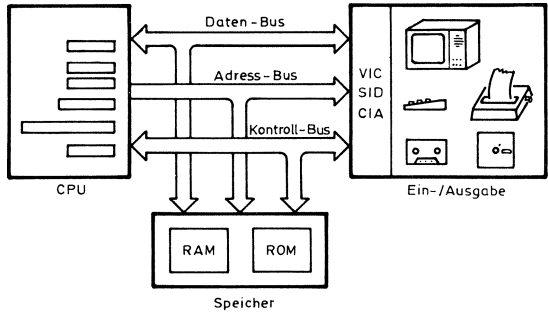 Daten-Bus
Adress-Bus
Kontroll-Bus
VIC
SID
CIA
CPU
Ein-/Ausgabe
RAM
ROM
Speicher